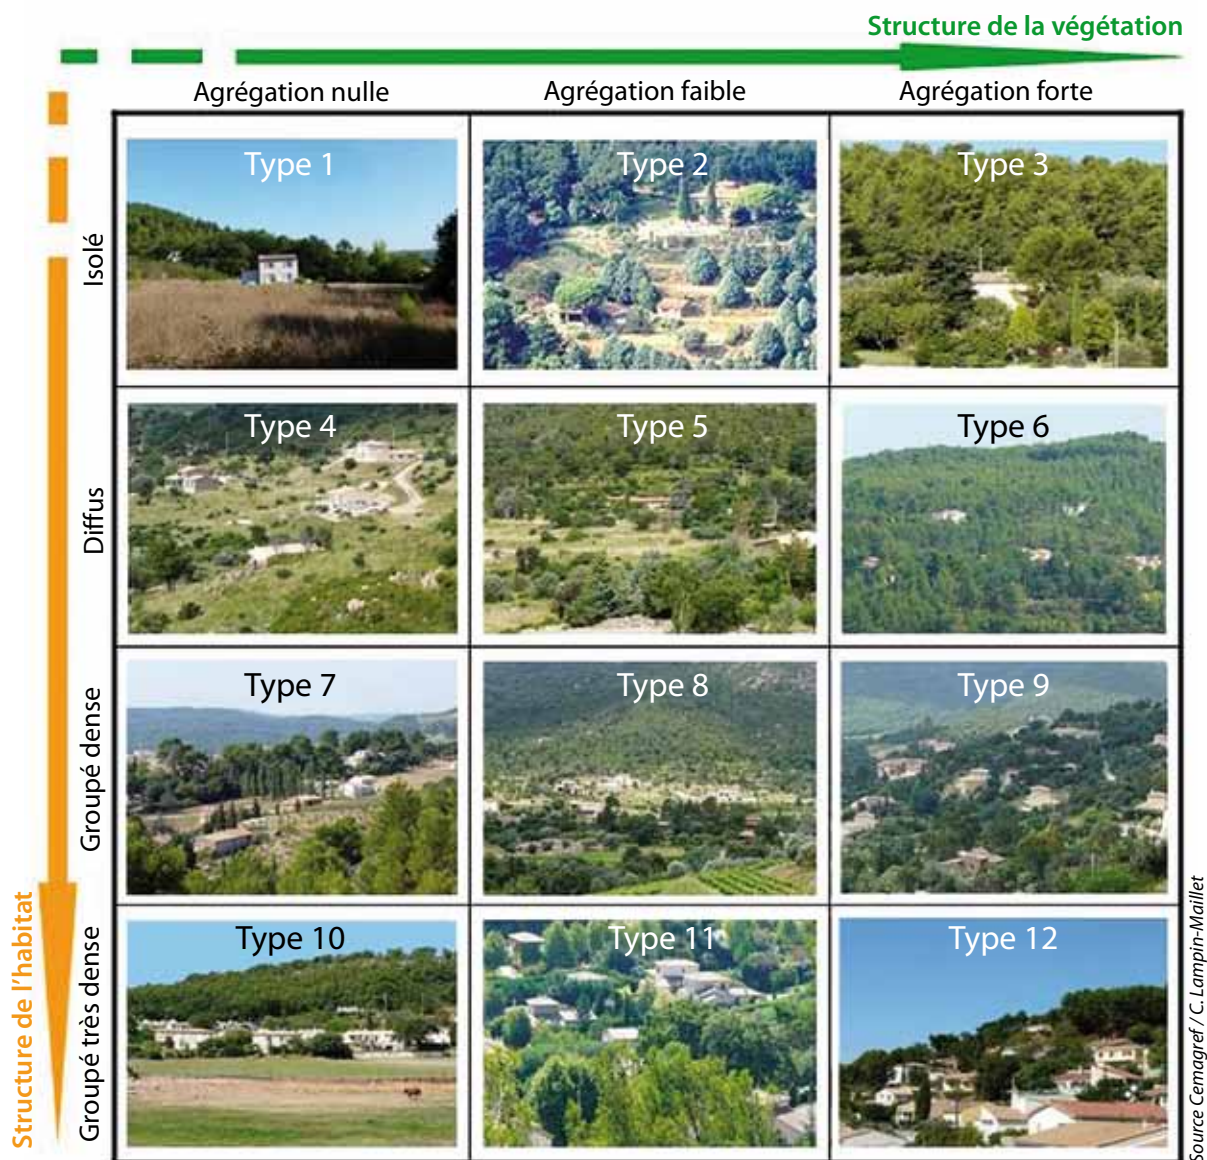 Structure de la végétation
Agrégation nulle
Agrégation faible
Agrégation forte
Structure de l'habitat
Isolé
Type 1
Type 2
Type 3
Diffus
Type 4
Type 5
Type 6
Groupé dense
Type 7
Type 8
Type 9
Groupé très dense
Type 10
Type 11
Type 12
Source Cemagref / C. Lampin-Maillet